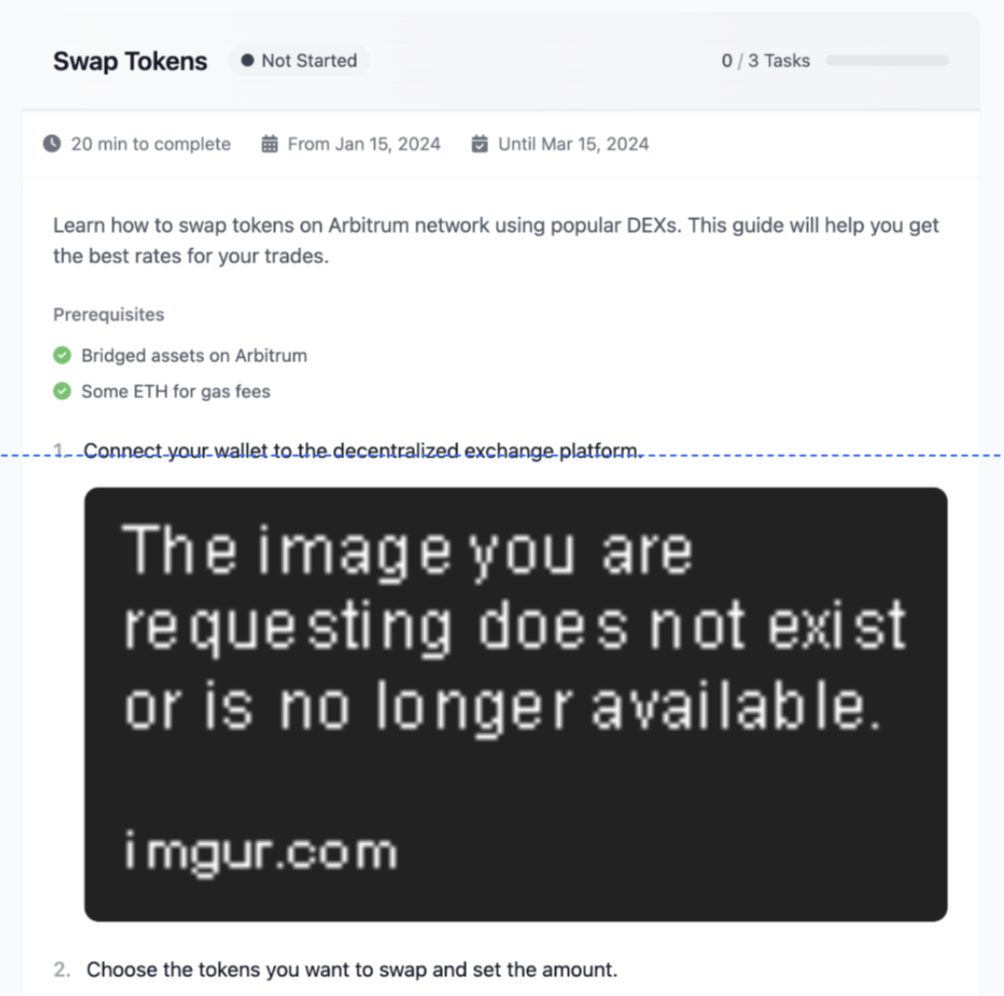 Swap Tokens
Not Started
0 / 3 Tasks
20 min to complete
From Jan 15, 2024
Until Mar 15, 2024
Learn how to swap tokens on Arbitrum network using popular DEXs. This guide will help you get
the best rates for your trades.
Prerequisites
Bridged assets on Arbitrum
Some ETH for gas fees
1. Connect your wallet to the decentralized exchange platform.
The image you are
requesting does not exist
or is no longer available.
imgur.com
2. Choose the tokens you want to swap and set the amount.